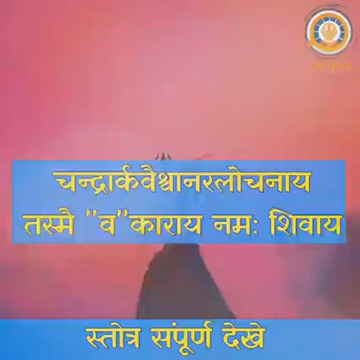 चन्द्रार्कवैश्वानरलोचनाय
तस्मै "व"काराय नमः शिवाय
स्तोत्र संपूर्ण देखे